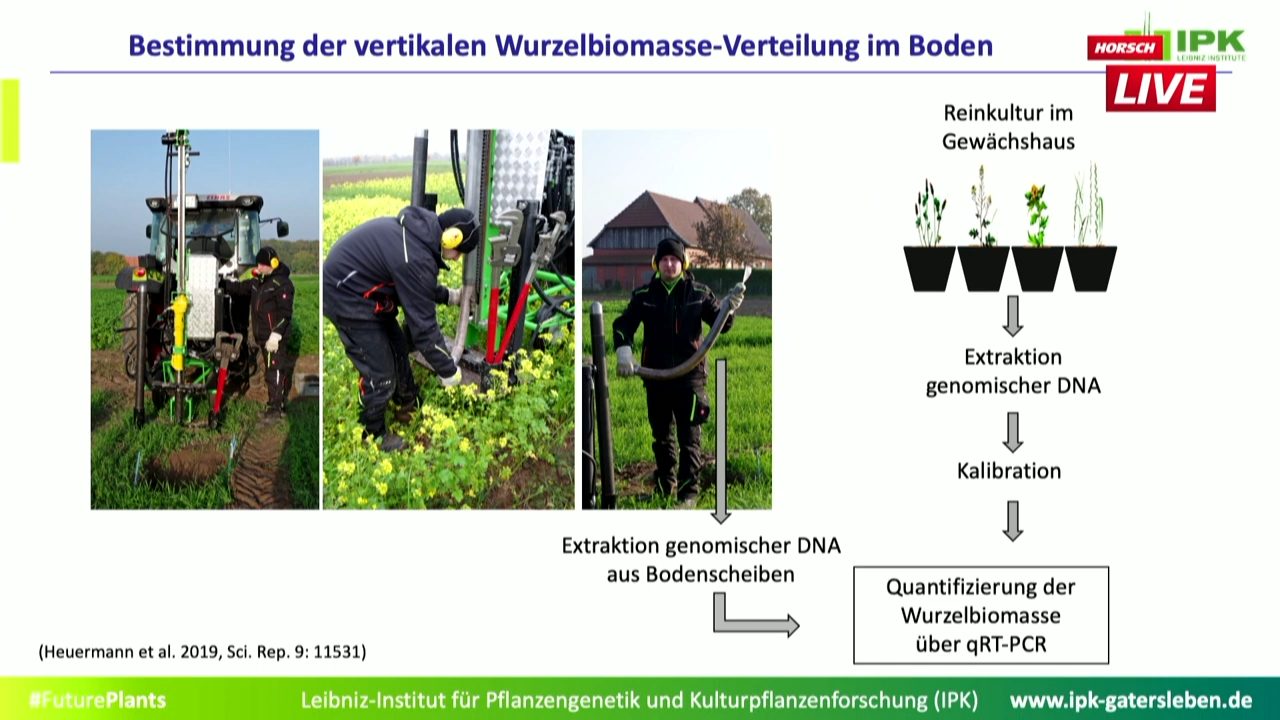 Bestimmung der vertikalen Wurzelbiomasse-Verteilung im Boden
HORSCH
IPK
LEIBNIZ INSTITUTE
LIVE
Reinkultur im
Gewächshaus
Extraktion
genomischer DNA
Kalibration
Extraktion genomischer DNA
aus Bodenscheiben
Quantifizierung der
Wurzelbiomasse
über qRT-PCR
(Heuermann et al. 2019, Sci. Rep. 9: 11531)
#FuturePlants
Leibniz-Institut für Pflanzengenetik und Kulturpflanzenforschung (IPK)
www.ipk-gatersleben.de